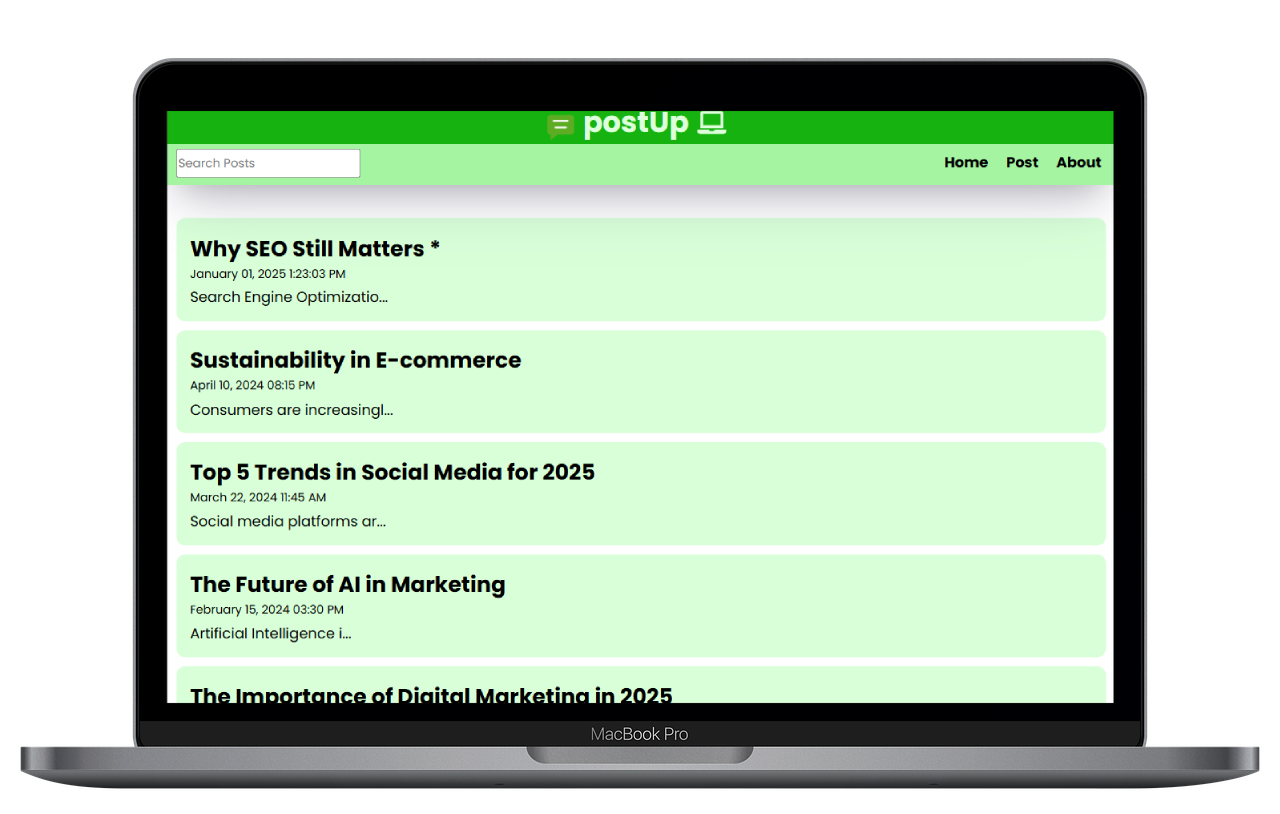 postUp
Search Posts
Home Post About
Why SEO Still Matters *
January 01, 2025 1:23:03 PM
Search Engine Optimizatio...
Sustainability in E-commerce
April 10, 2024 08:15 PM
Consumers are increasingl...
Top 5 Trends in Social Media for 2025
March 22, 2024 11:45 AM
Social media platforms ar...
The Future of AI in Marketing
February 15, 2024 03:30 PM
Artificial Intelligence i...
The Importance of Digital Marketing in 2025
MacBook Pro